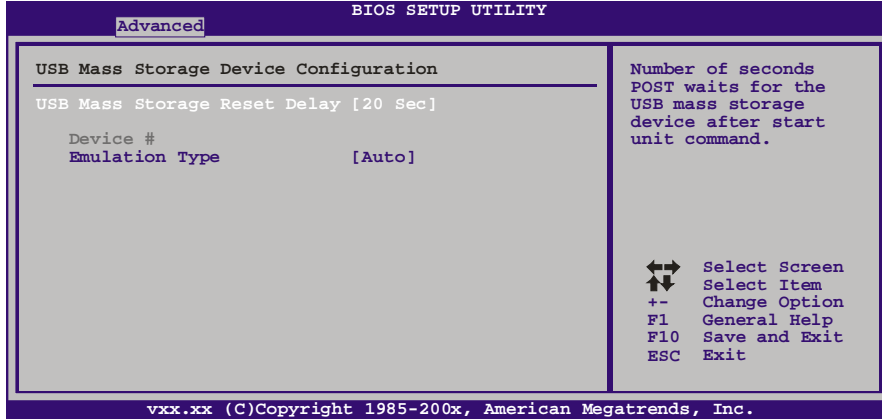 BIOS SETUP UTILITY
Advanced
USB Mass Storage Device Configuration
USB Mass Storage Reset Delay [20 Sec]
Device #
Emulation Type [Auto]
Number of seconds
POST waits for the
USB mass storage
device after start
unit command.
Select Screen
Select Item
+- Change Option
F1 General Help
F10 Save and Exit
ESC Exit
vxx.xx (C)Copyright 1985-200x, American Megatrends, Inc.